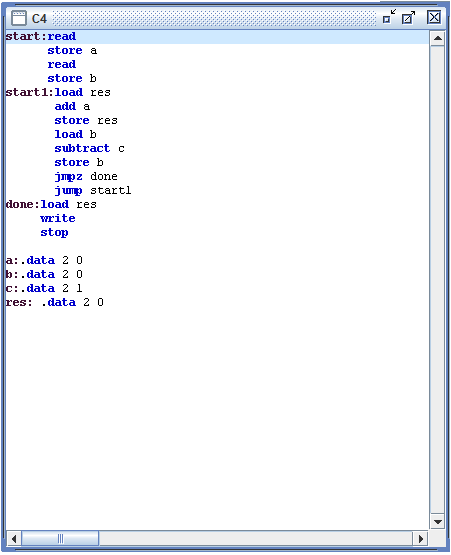 C4
start:read
store a
read
store b
start1:load res
add a
store res
load b
subtract c
store b
jmpz done
jump start1
done:load res
write
stop
a:.data 2 0
b:.data 2 0
c:.data 2 1
res: .data 2 0